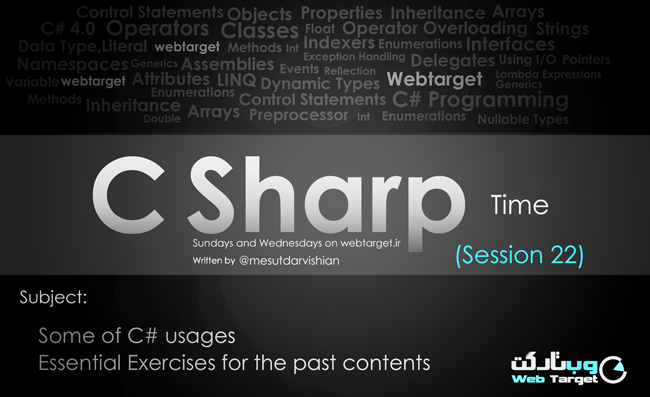 Control Statements Objects Properties Inheritance Arrays
C# 4.0 Operators Classes Float Operator Overloading Strings
Data Type,Literal webtarget Methods Int Indexers Enumerations Interfaces
Namespaces Generics Assemblies Events Exception Handling Reflection Delegates Using I/O Pointers
Variable webtarget Attributes LINQ Dynamic Types Webtarget Lambda Expressions Generics
Methods Inheritance Enumerations Control Statements C# Programming
Double Arrays Preprocessor Int Enumerations Nullable Types
C Sharp Time
Sundays and Wednesdays on webtarget.ir
Written by @mesutdarvishian
(Session 22)
Subject:
Some of C# usages
Essential Exercises for the past contents
وب‌تارگت
Web Target